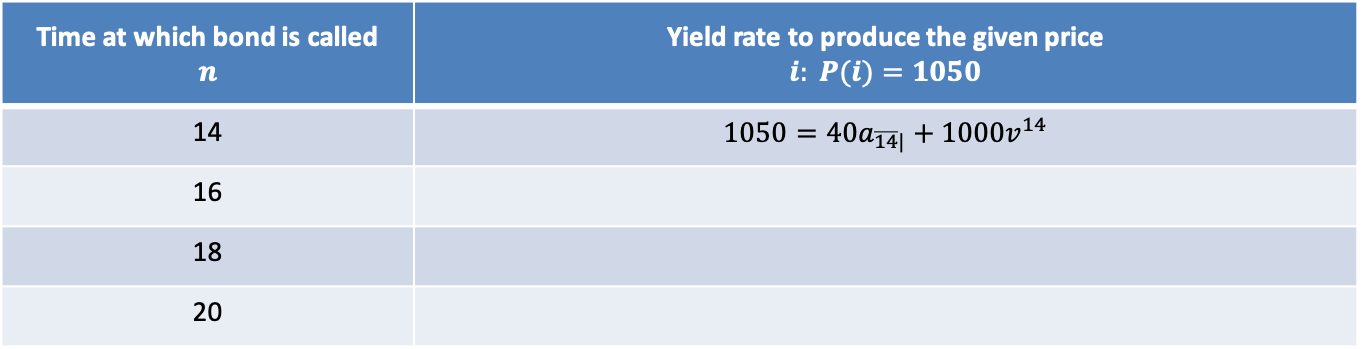 Time at which bond is called
n
Yield rate to produce the given price
i: P(i) = 1050
14
1050 = 40a_{\overline{14}|} + 1000v^{14}
16
18
20